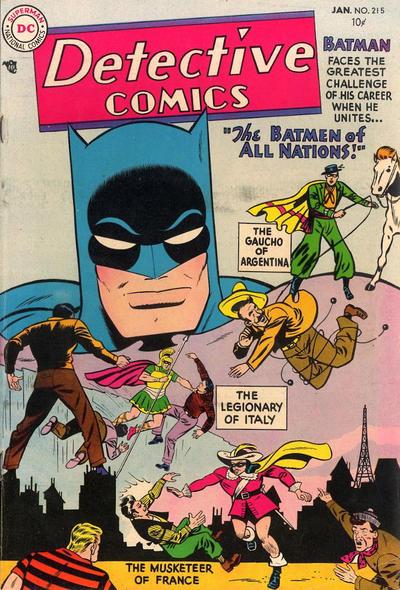 SUPERMAN
DC
NATIONAL COMICS
JAN. NO. 215
10¢
Detective
COMICS
BATMAN
FACES THE
GREATEST
CHALLENGE
OF HIS CAREER
WHEN HE
UNITES...
"The BATMEN of
ALL NATIONS!"
THE
GAUCHO
OF
ARGENTINA
THE
LEGIONARY
OF ITALY
THE MUSKETEER
OF FRANCE